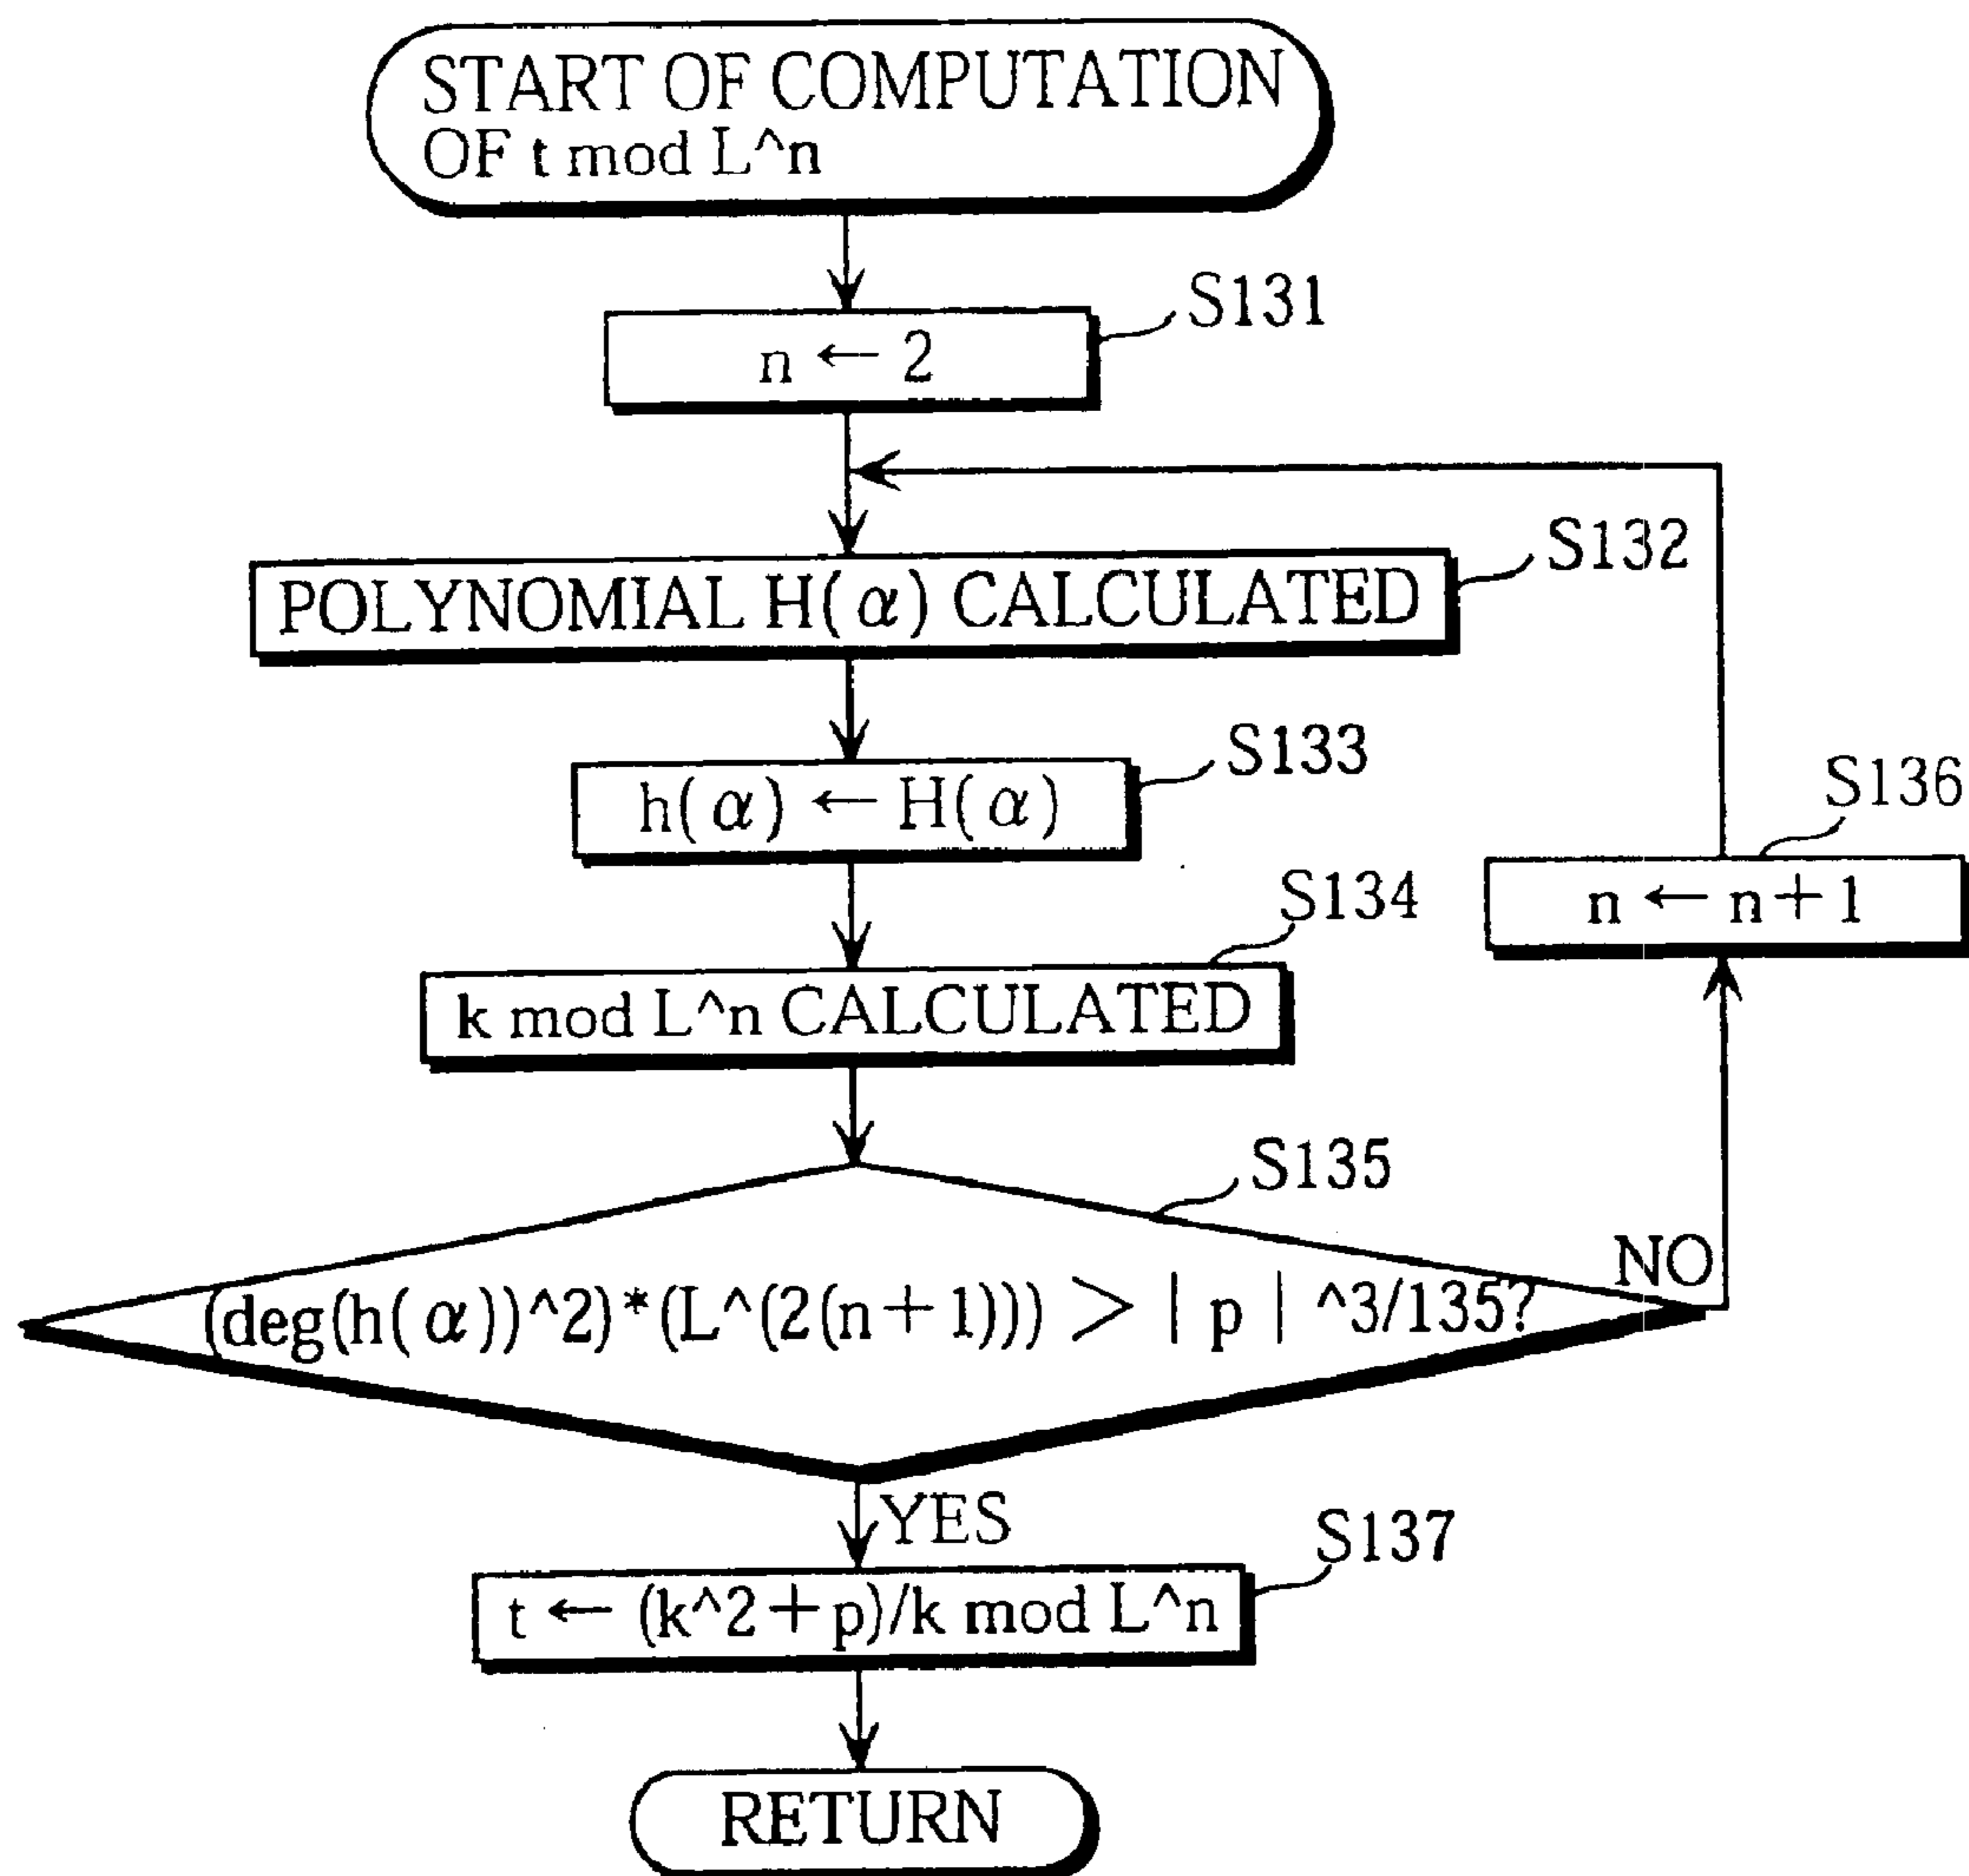 START OF COMPUTATION
OF t mod L^n
S131
n ← 2
S132
POLYNOMIAL H(α) CALCULATED
S133
h(α) ← H(α)
S136
n ← n+1
S134
k mod L^n CALCULATED
S135
NO
(deg(h(α))^2)*(L^(2(n+1))) > | p | ^3/135?
YES
S137
t ← (k^2+p)/k mod L^n
RETURN